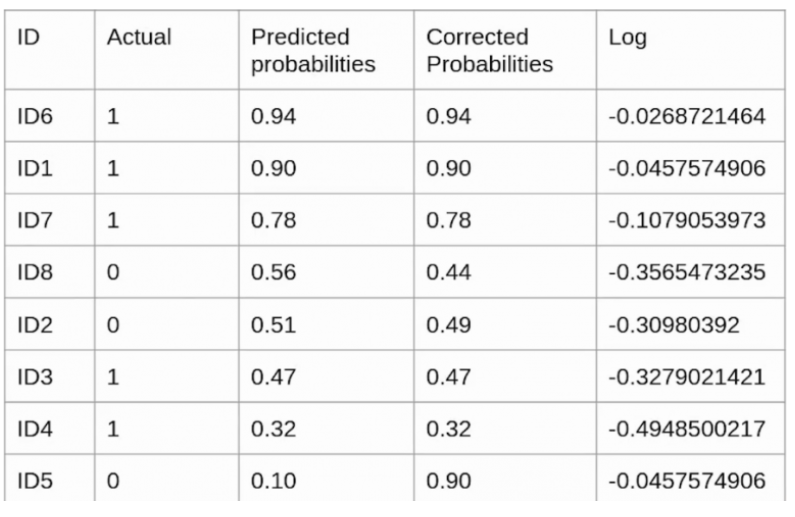 ID Actual Predicted probabilities Corrected Probabilities Log
ID6 1 0.94 0.94 -0.0268721464
ID1 1 0.90 0.90 -0.0457574906
ID7 1 0.78 0.78 -0.1079053973
ID8 0 0.56 0.44 -0.3565473235
ID2 0 0.51 0.49 -0.30980392
ID3 1 0.47 0.47 -0.3279021421
ID4 1 0.32 0.32 -0.4948500217
ID5 0 0.10 0.90 -0.0457574906